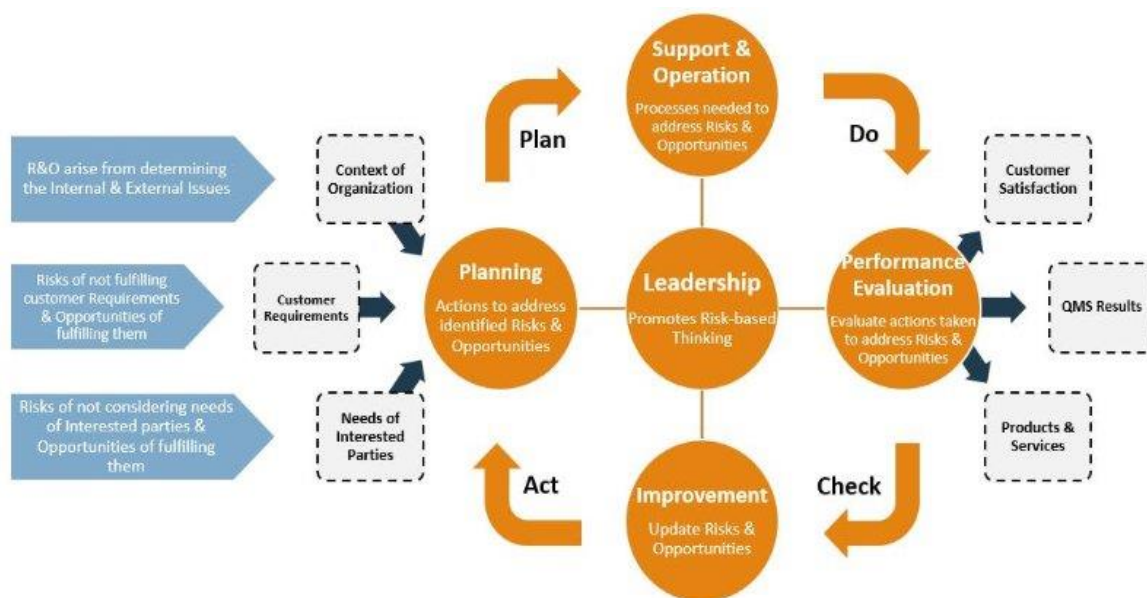 Support &
Operation
Processes needed to
address Risks &
Opportunities
Plan
Do
R&O arise from determining
the Internal & External Issues
Context of
Organization
Customer
Satisfaction
Risks of not fulfilling
customer Requirements
& Opportunities of
fulfilling them
Customer
Requirements
Planning
Actions to address
identified Risks &
Opportunities
Leadership
Promotes Risk-based
Thinking
Performance
Evaluation
Evaluate actions taken
to address Risks &
Opportunities
QMS Results
Risks of not considering needs
of Interested parties &
Opportunities of fulfilling
them
Needs of
Interested
Parties
Products &
Services
Act
Improvement
Update Risks &
Opportunities
Check